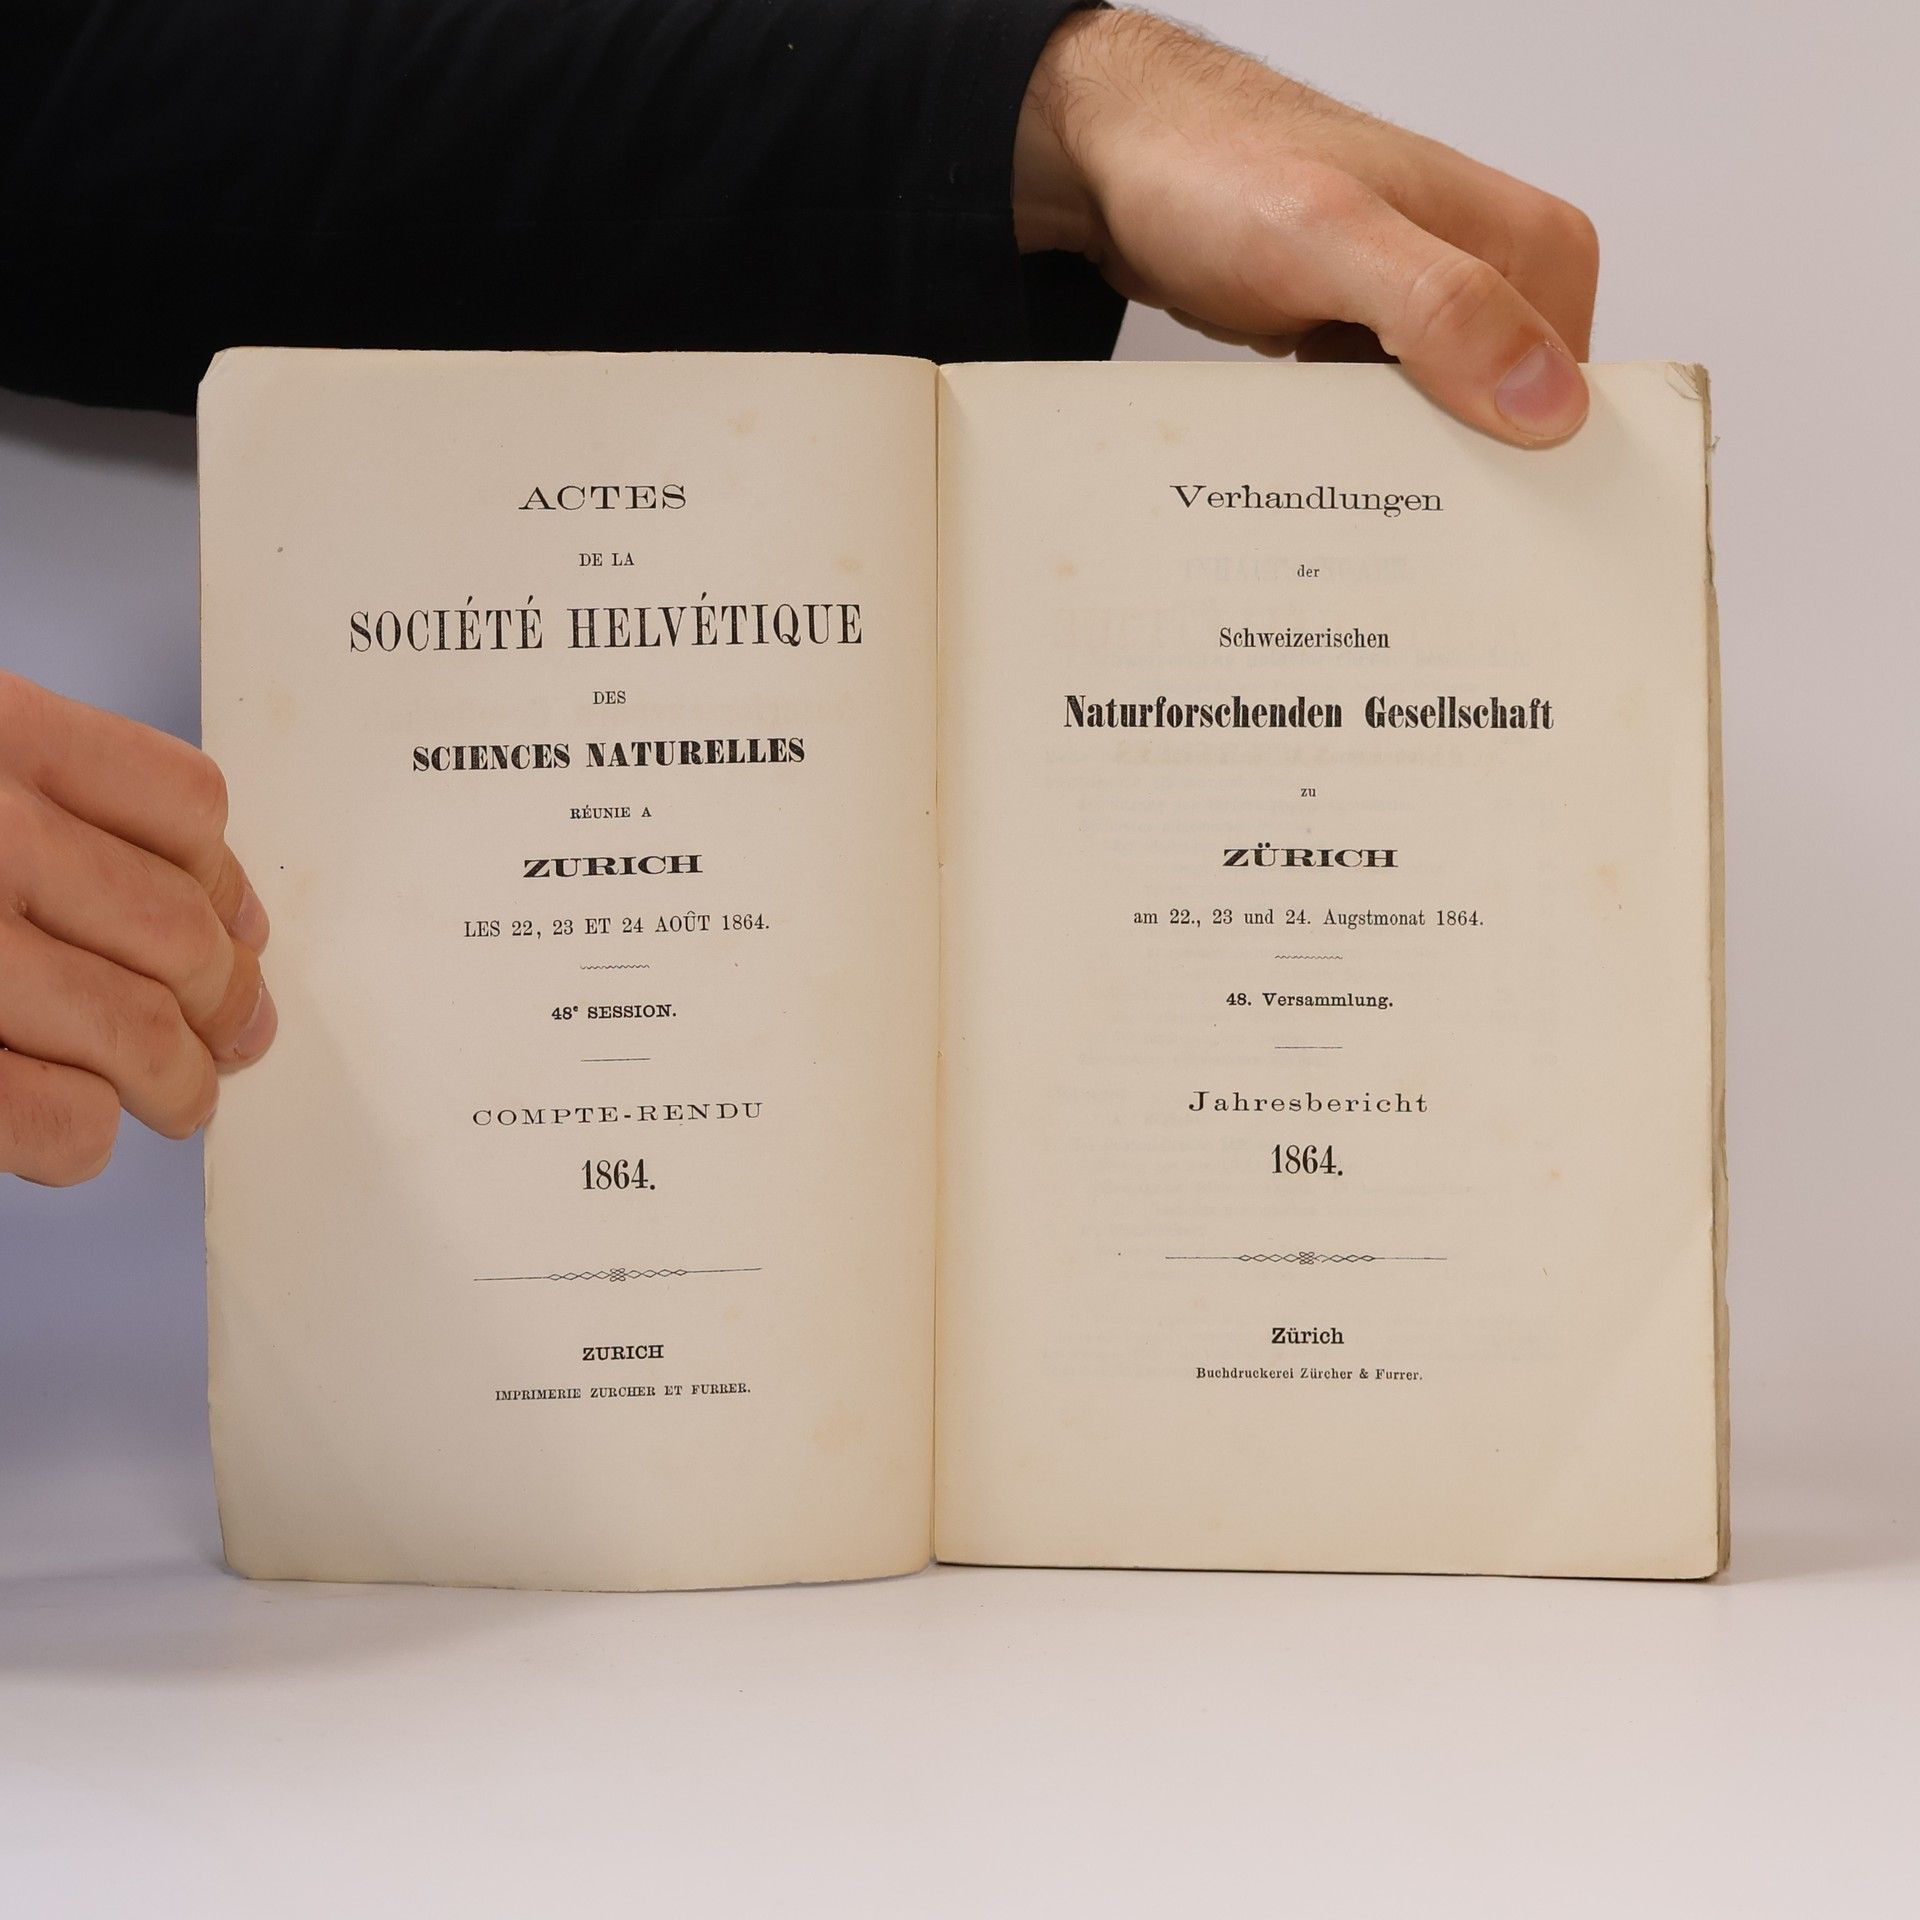 ACTES
DE LA
SOCIÉTÉ HELVÉTIQUE
DES
SCIENCES NATURELLES
RÉUNIE A
ZURICH
LES 22, 23 ET 24 AOÛT 1864.
48e SESSION.
COMPTE-RENDU
1864.
ZURICH
IMPRIMERIE ZURCHER ET FURRER.
Verhandlungen
der
Schweizerischen
Naturforschenden Gesellschaft
zu
ZÜRICH
am 22., 23 und 24. Augstmonat 1864.
48. Versammlung.
Jahresbericht
1864.
Zürich
Buchdruckerei Zürcher & Furrer.